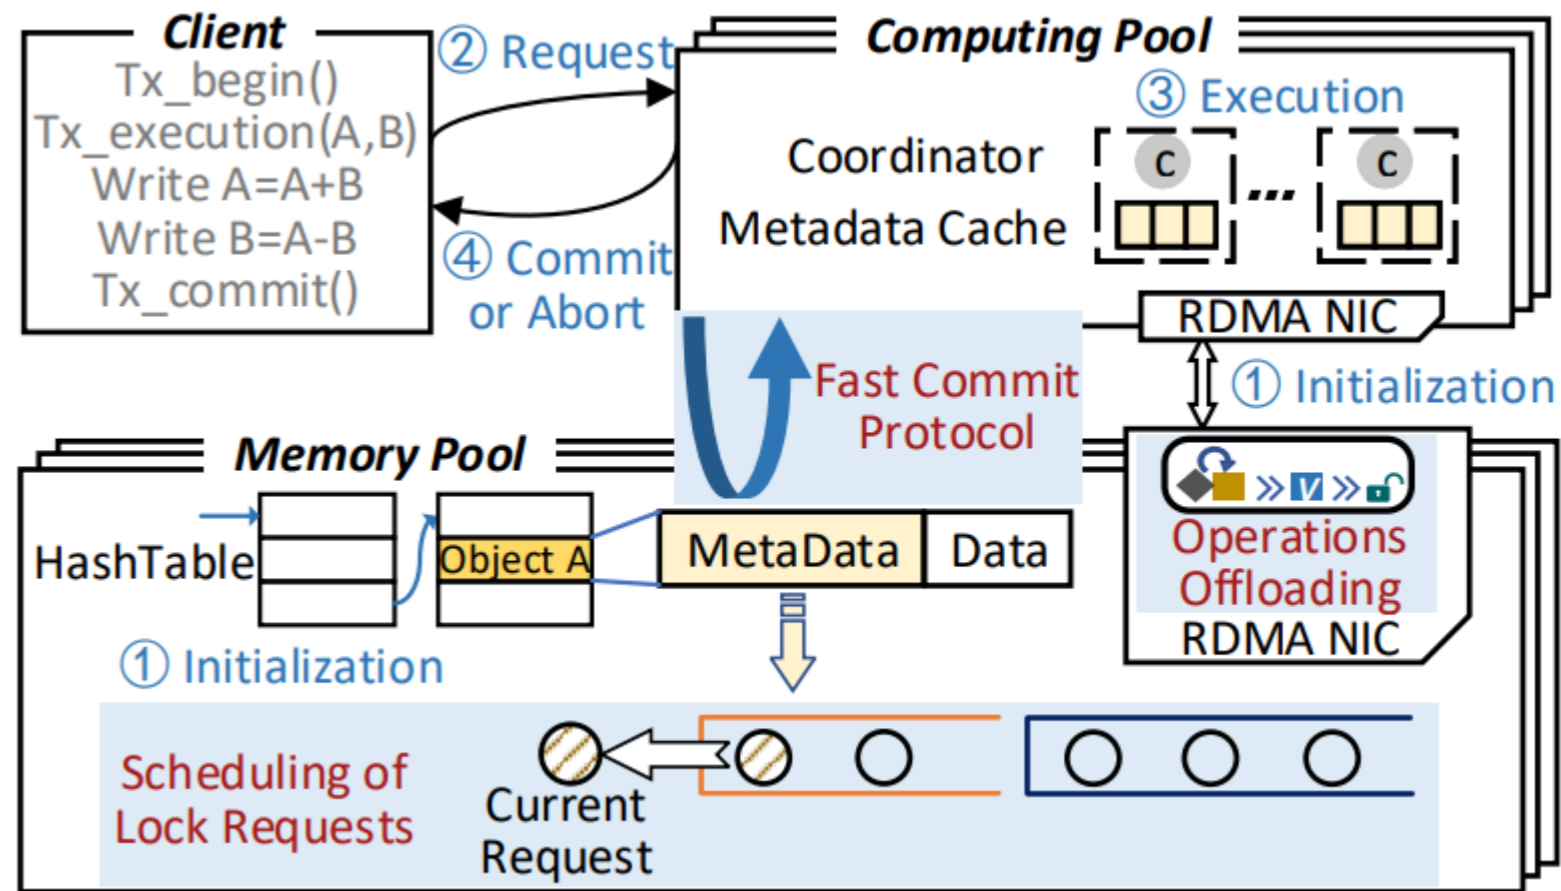 Client
Tx_begin()
Tx_execution(A,B)
Write A=A+B
Write B=A-B
Tx_commit()
② Request
④ Commit
or Abort
Computing Pool
③ Execution
Coordinator
Metadata Cache
C
...
C
RDMA NIC
① Initialization
Fast Commit
Protocol
Memory Pool
HashTable
Object A
MetaData
Data
V
Operations
Offloading
RDMA NIC
① Initialization
Scheduling of
Lock Requests
Current
Request